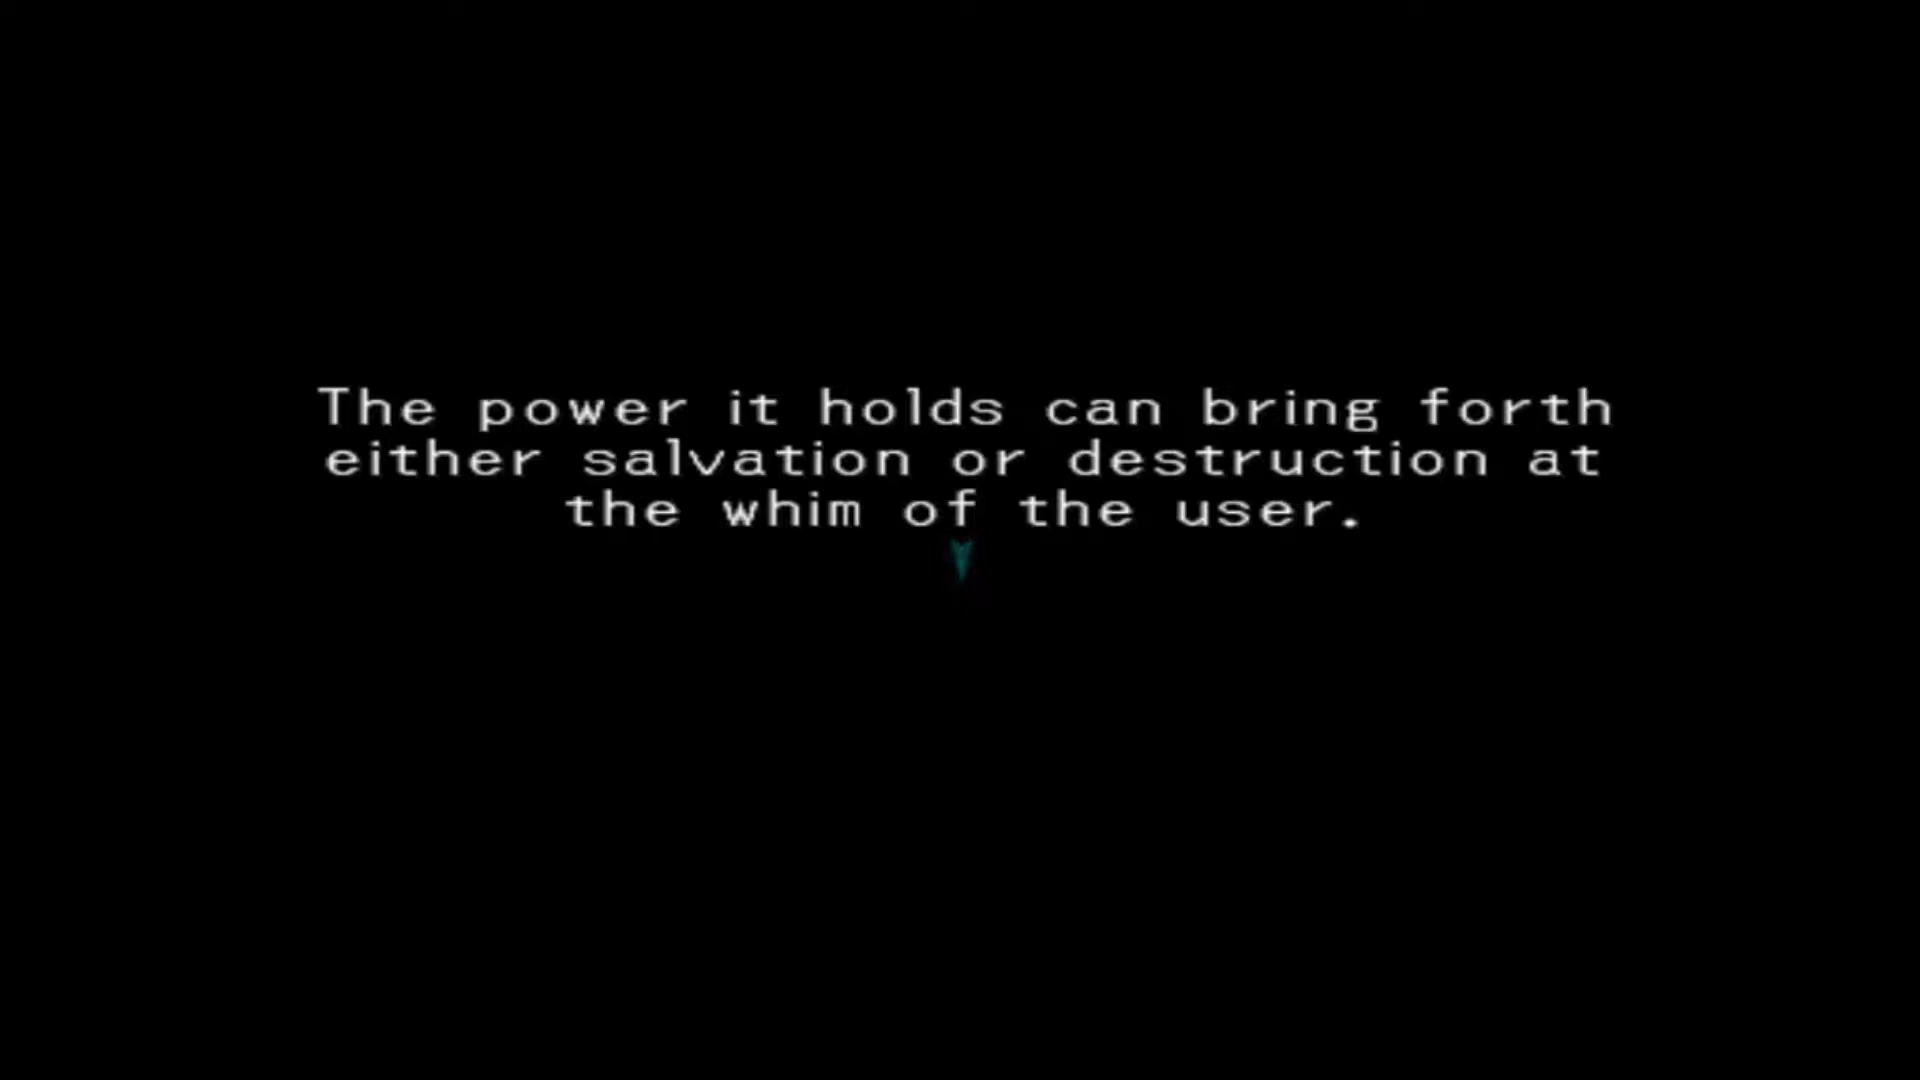 The power it holds can bring forth
either salvation or destruction at
the whim of the user.